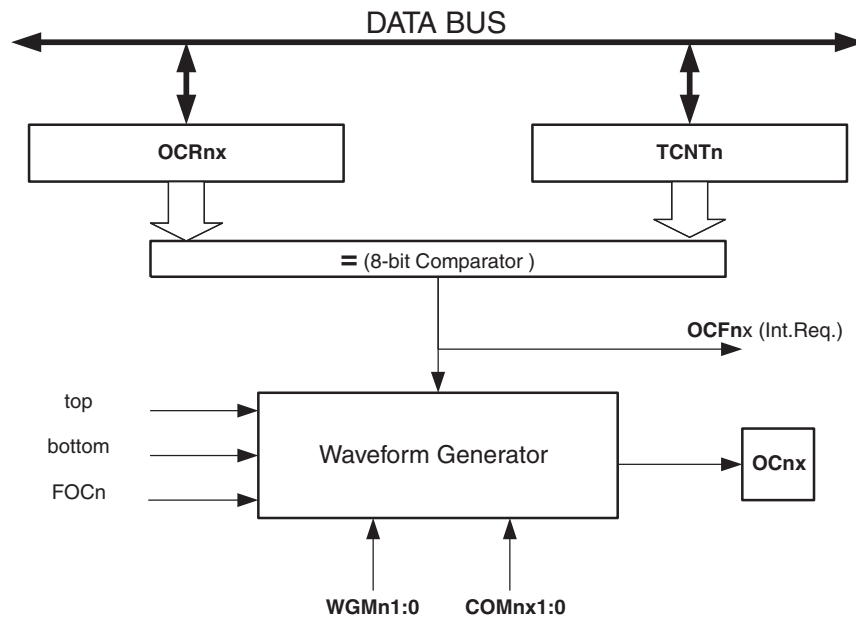 DATA BUS
OCRnx
TCNTn
= (8-bit Comparator )
OCFnx (Int.Req.)
top
bottom
FOCn
Waveform Generator
OCnx
WGMn1:0
COMnx1:0